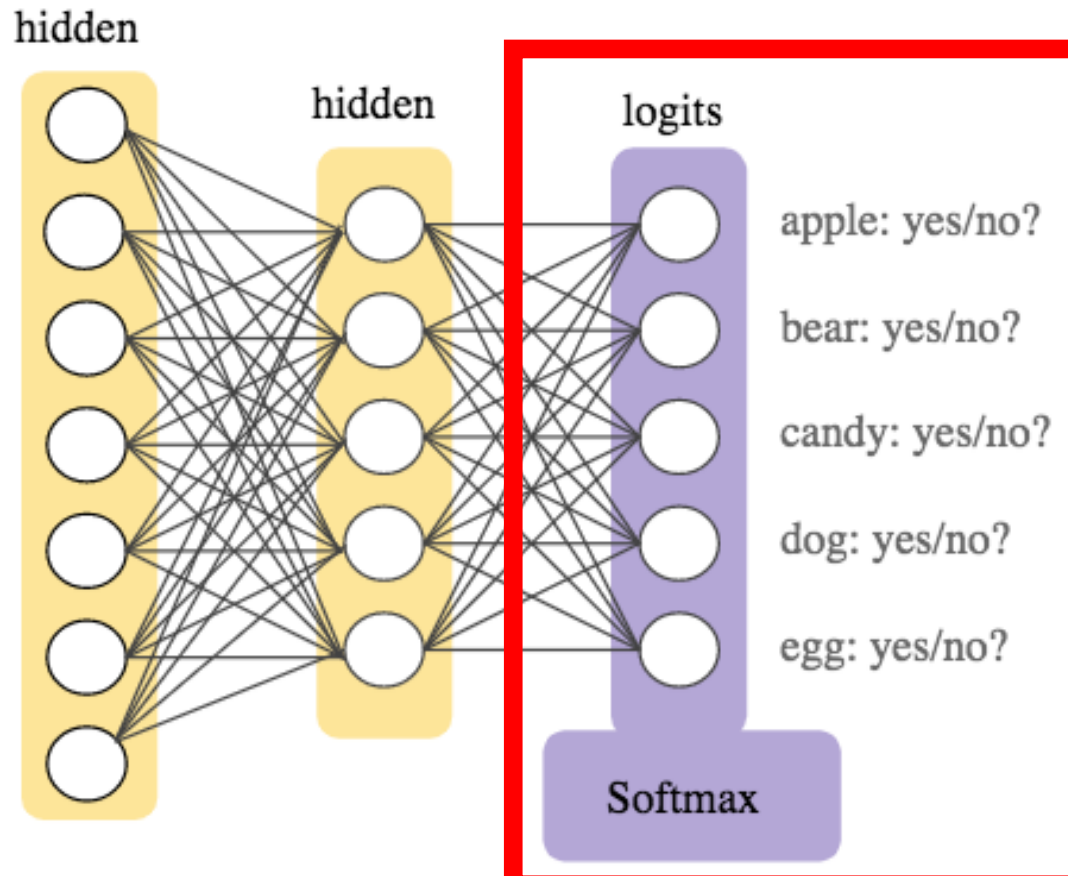 hidden
hidden
logits
apple: yes/no?
bear: yes/no?
candy: yes/no?
dog: yes/no?
egg: yes/no?
Softmax